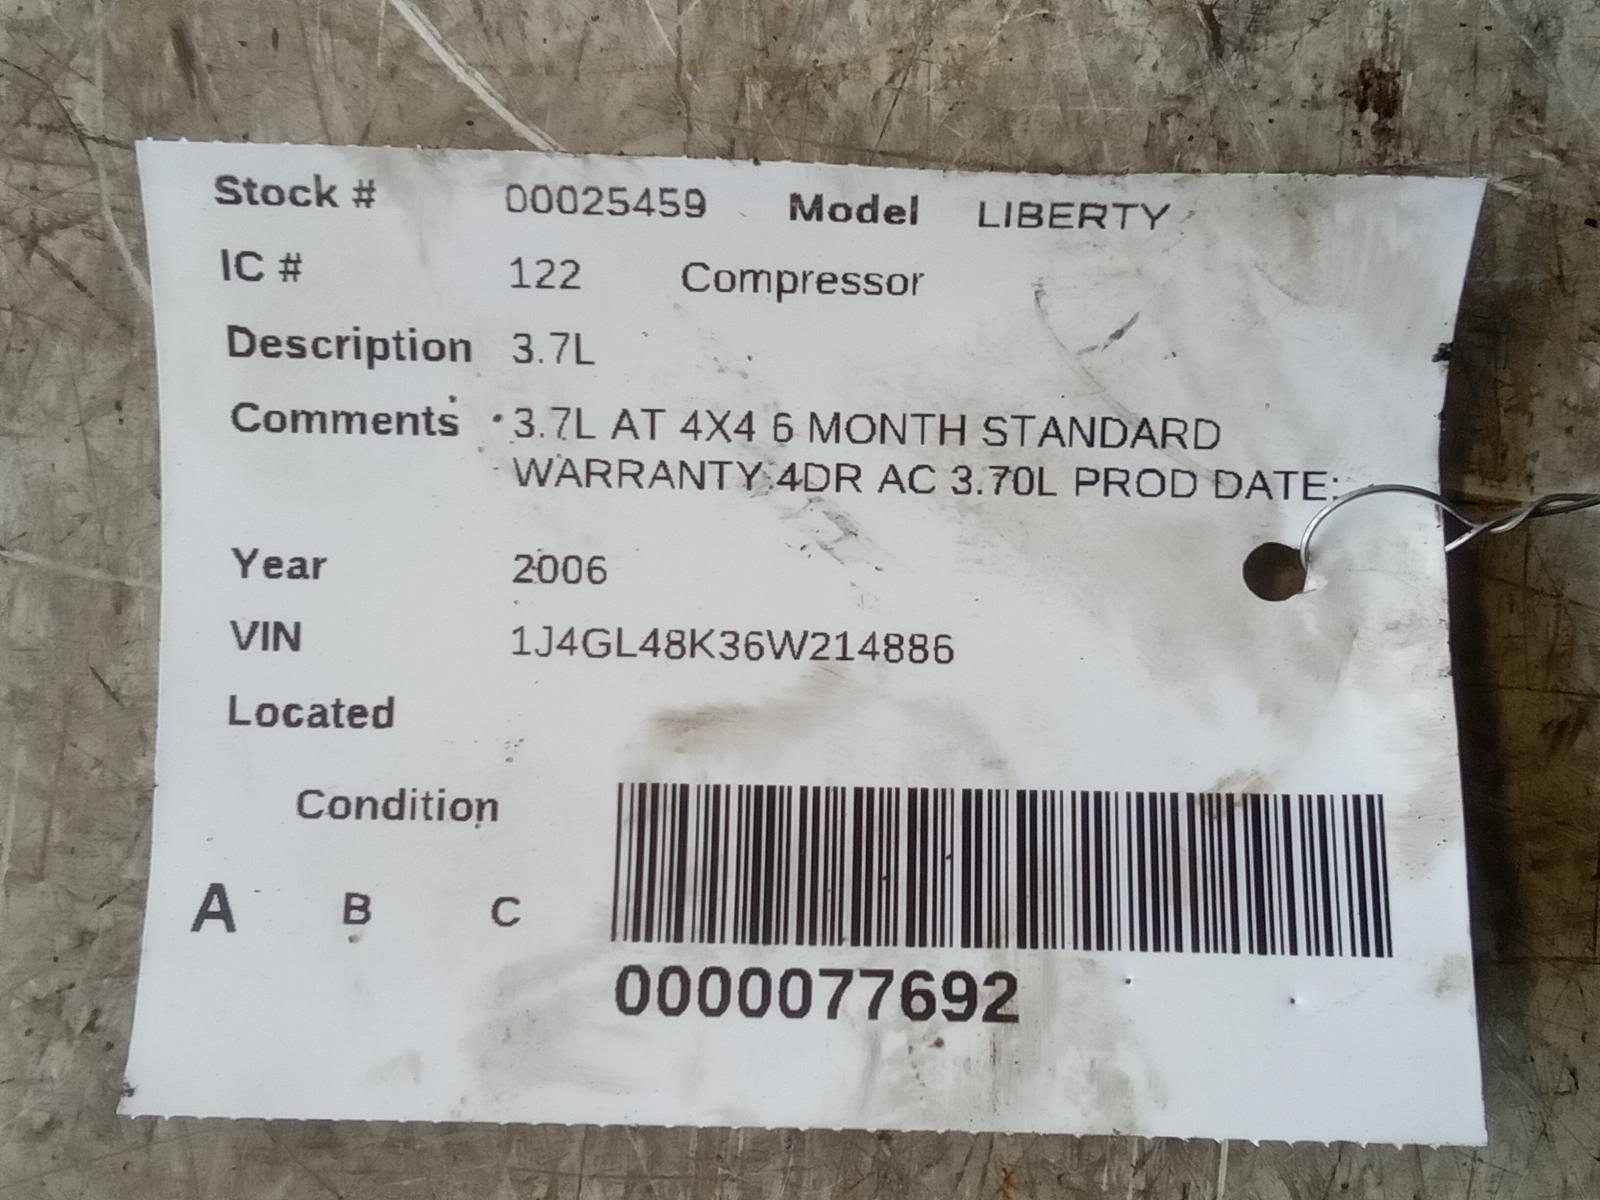 Stock # 00025459 Model LIBERTY
IC # 122 Compressor
Description 3.7L
Comments 3.7L AT 4X4 6 MONTH STANDARD
WARRANTY 4DR AC 3.70L PROD DATE:
Year 2006
VIN 1J4GL48K36W214886
Located
Condition
A B C
0000077692